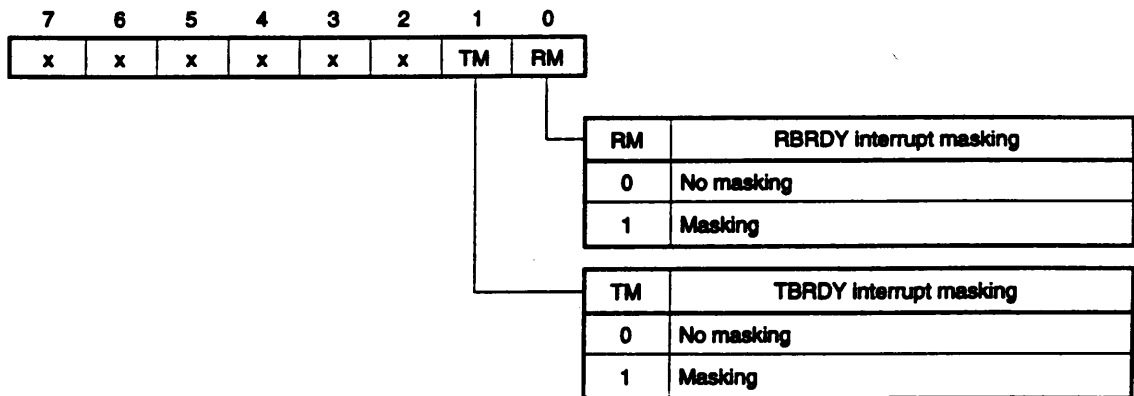 7 6 5 4 3 2 1 0
x x x x x x TM RM
RM RBRDY interrupt masking
0 No masking
1 Masking
TM TBRDY interrupt masking
0 No masking
1 Masking